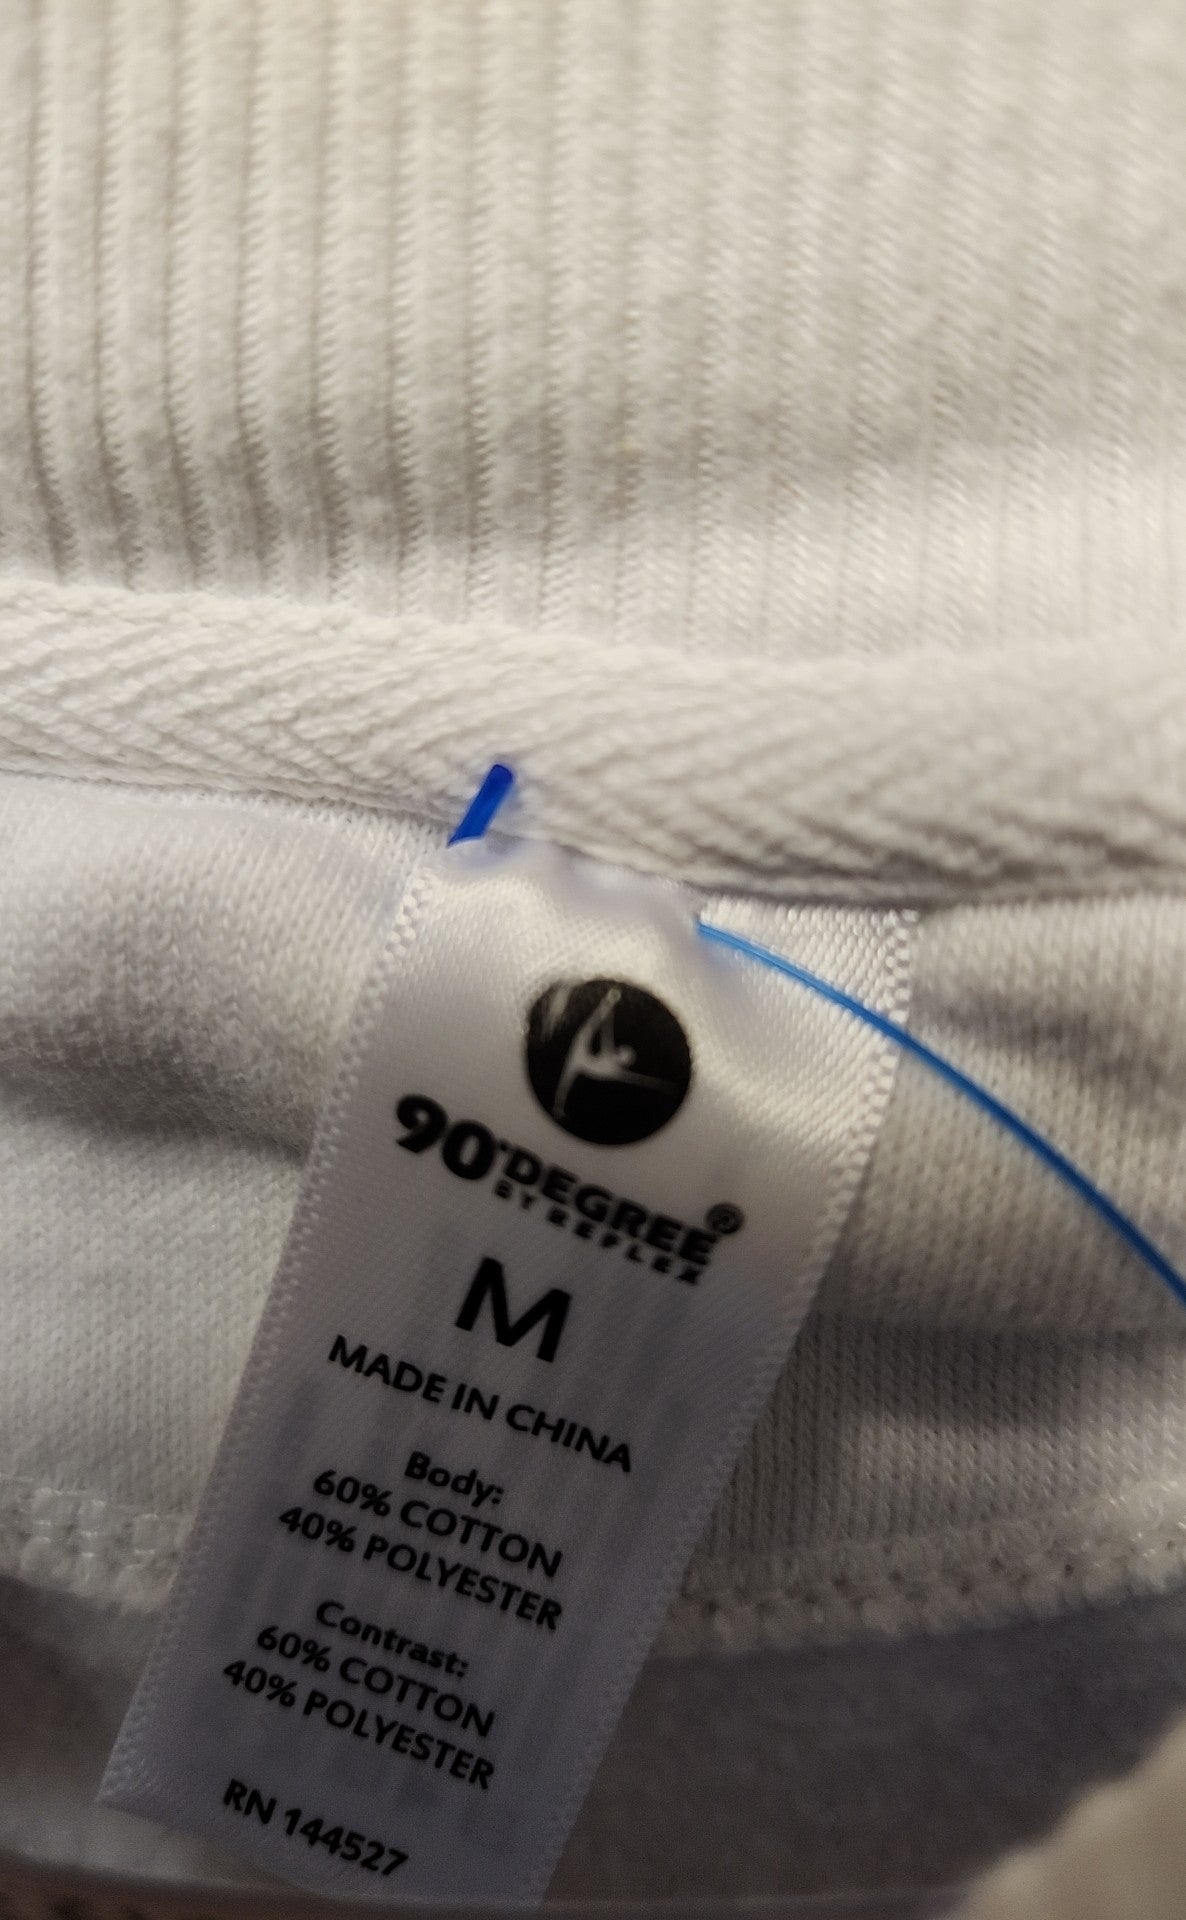 90°DEGREE®
BY REFLEX
M
MADE IN CHINA
Body:
60% COTTON
40% POLYESTER
Contrast:
60% COTTON
40% POLYESTER
RN 144527